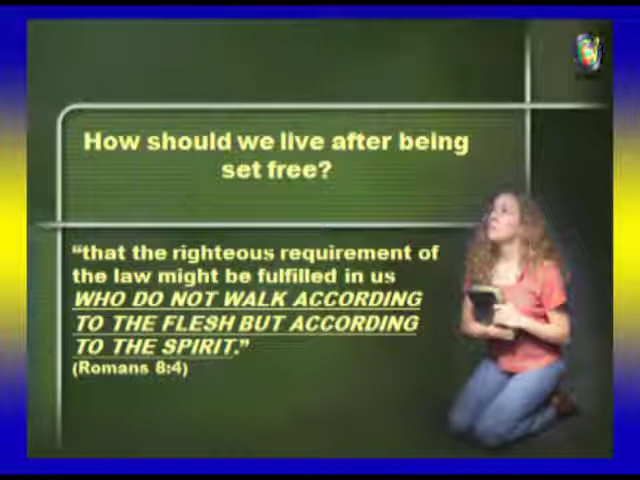 How should we live after being
set free?
“that the righteous requirement of
the law might be fulfilled in us
WHO DO NOT WALK ACCORDING
TO THE FLESH BUT ACCORDING
TO THE SPIRIT.”
(Romans 8:4)